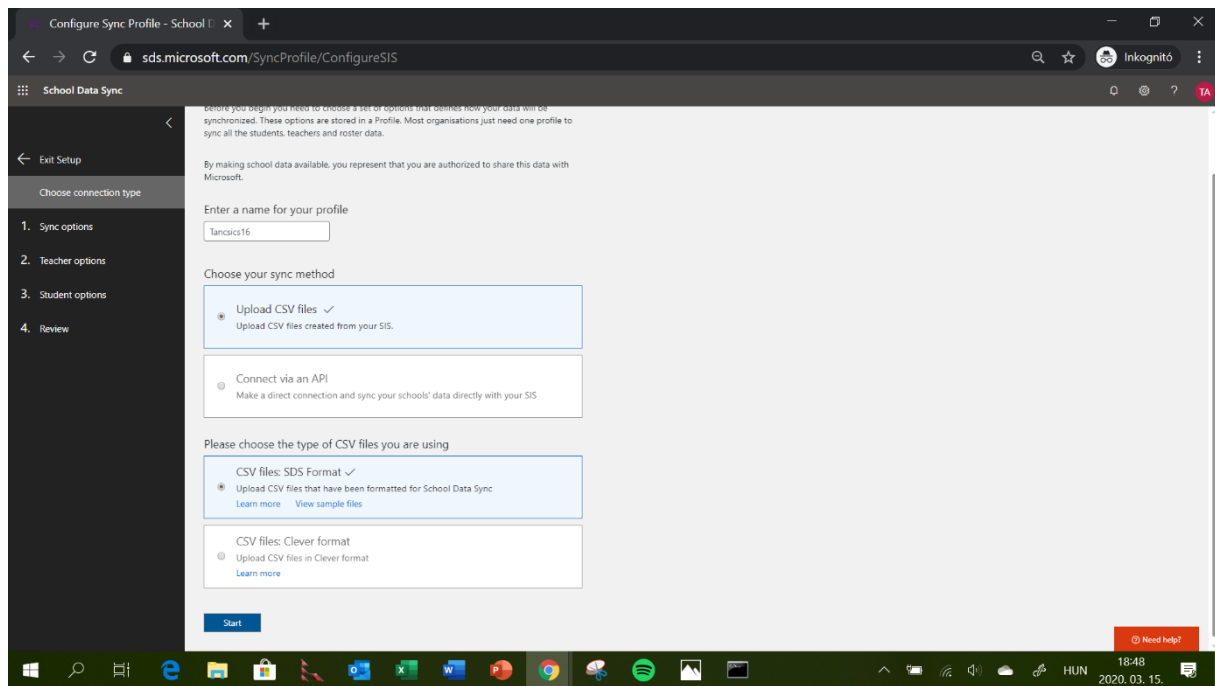 Configure Sync Profile - School D
sds.microsoft.com/SyncProfile/ConfigureSIS
Inkognitó
School Data Sync
TA
Before you begin you need to choose a set of options that defines how your data will be
synchronized. These options are stored in a Profile. Most organisations just need one profile to
sync all the students, teachers and roster data.
Exit Setup
By making school data available, you represent that you are authorized to share this data with
Microsoft.
Choose connection type
Enter a name for your profile
1. Sync options
Tancsics16
2. Teacher options
Choose your sync method
3. Student options
Upload CSV files
Upload CSV files created from your SIS.
4. Review
Connect via an API
Make a direct connection and sync your schools' data directly with your SIS
Please choose the type of CSV files you are using
CSV files: SDS Format
Upload CSV files that have been formatted for School Data Sync
Learn more View sample files
CSV files: Clever format
Upload CSV files in Clever format
Learn more
Start
Need help?
HUN
18:48
2020. 03. 15.